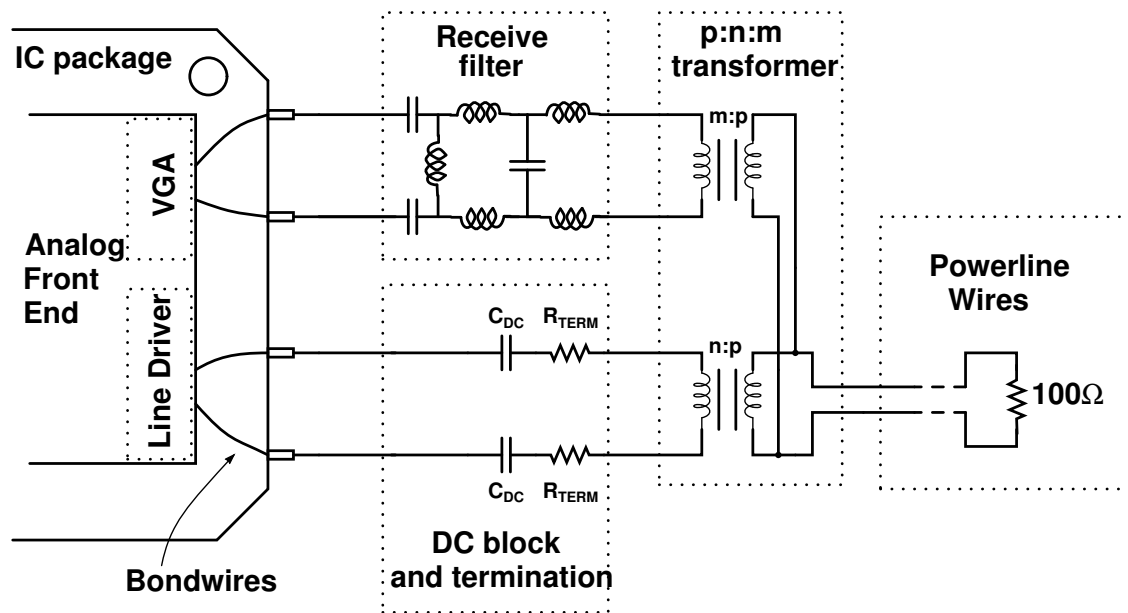 IC package
VGA
Analog
Front
End
Line Driver
Bondwires
Receive
filter
C_DC R_TERM
C_DC R_TERM
DC block
and termination
p:n:m
transformer
m:p
n:p
Powerline
Wires
100Ω